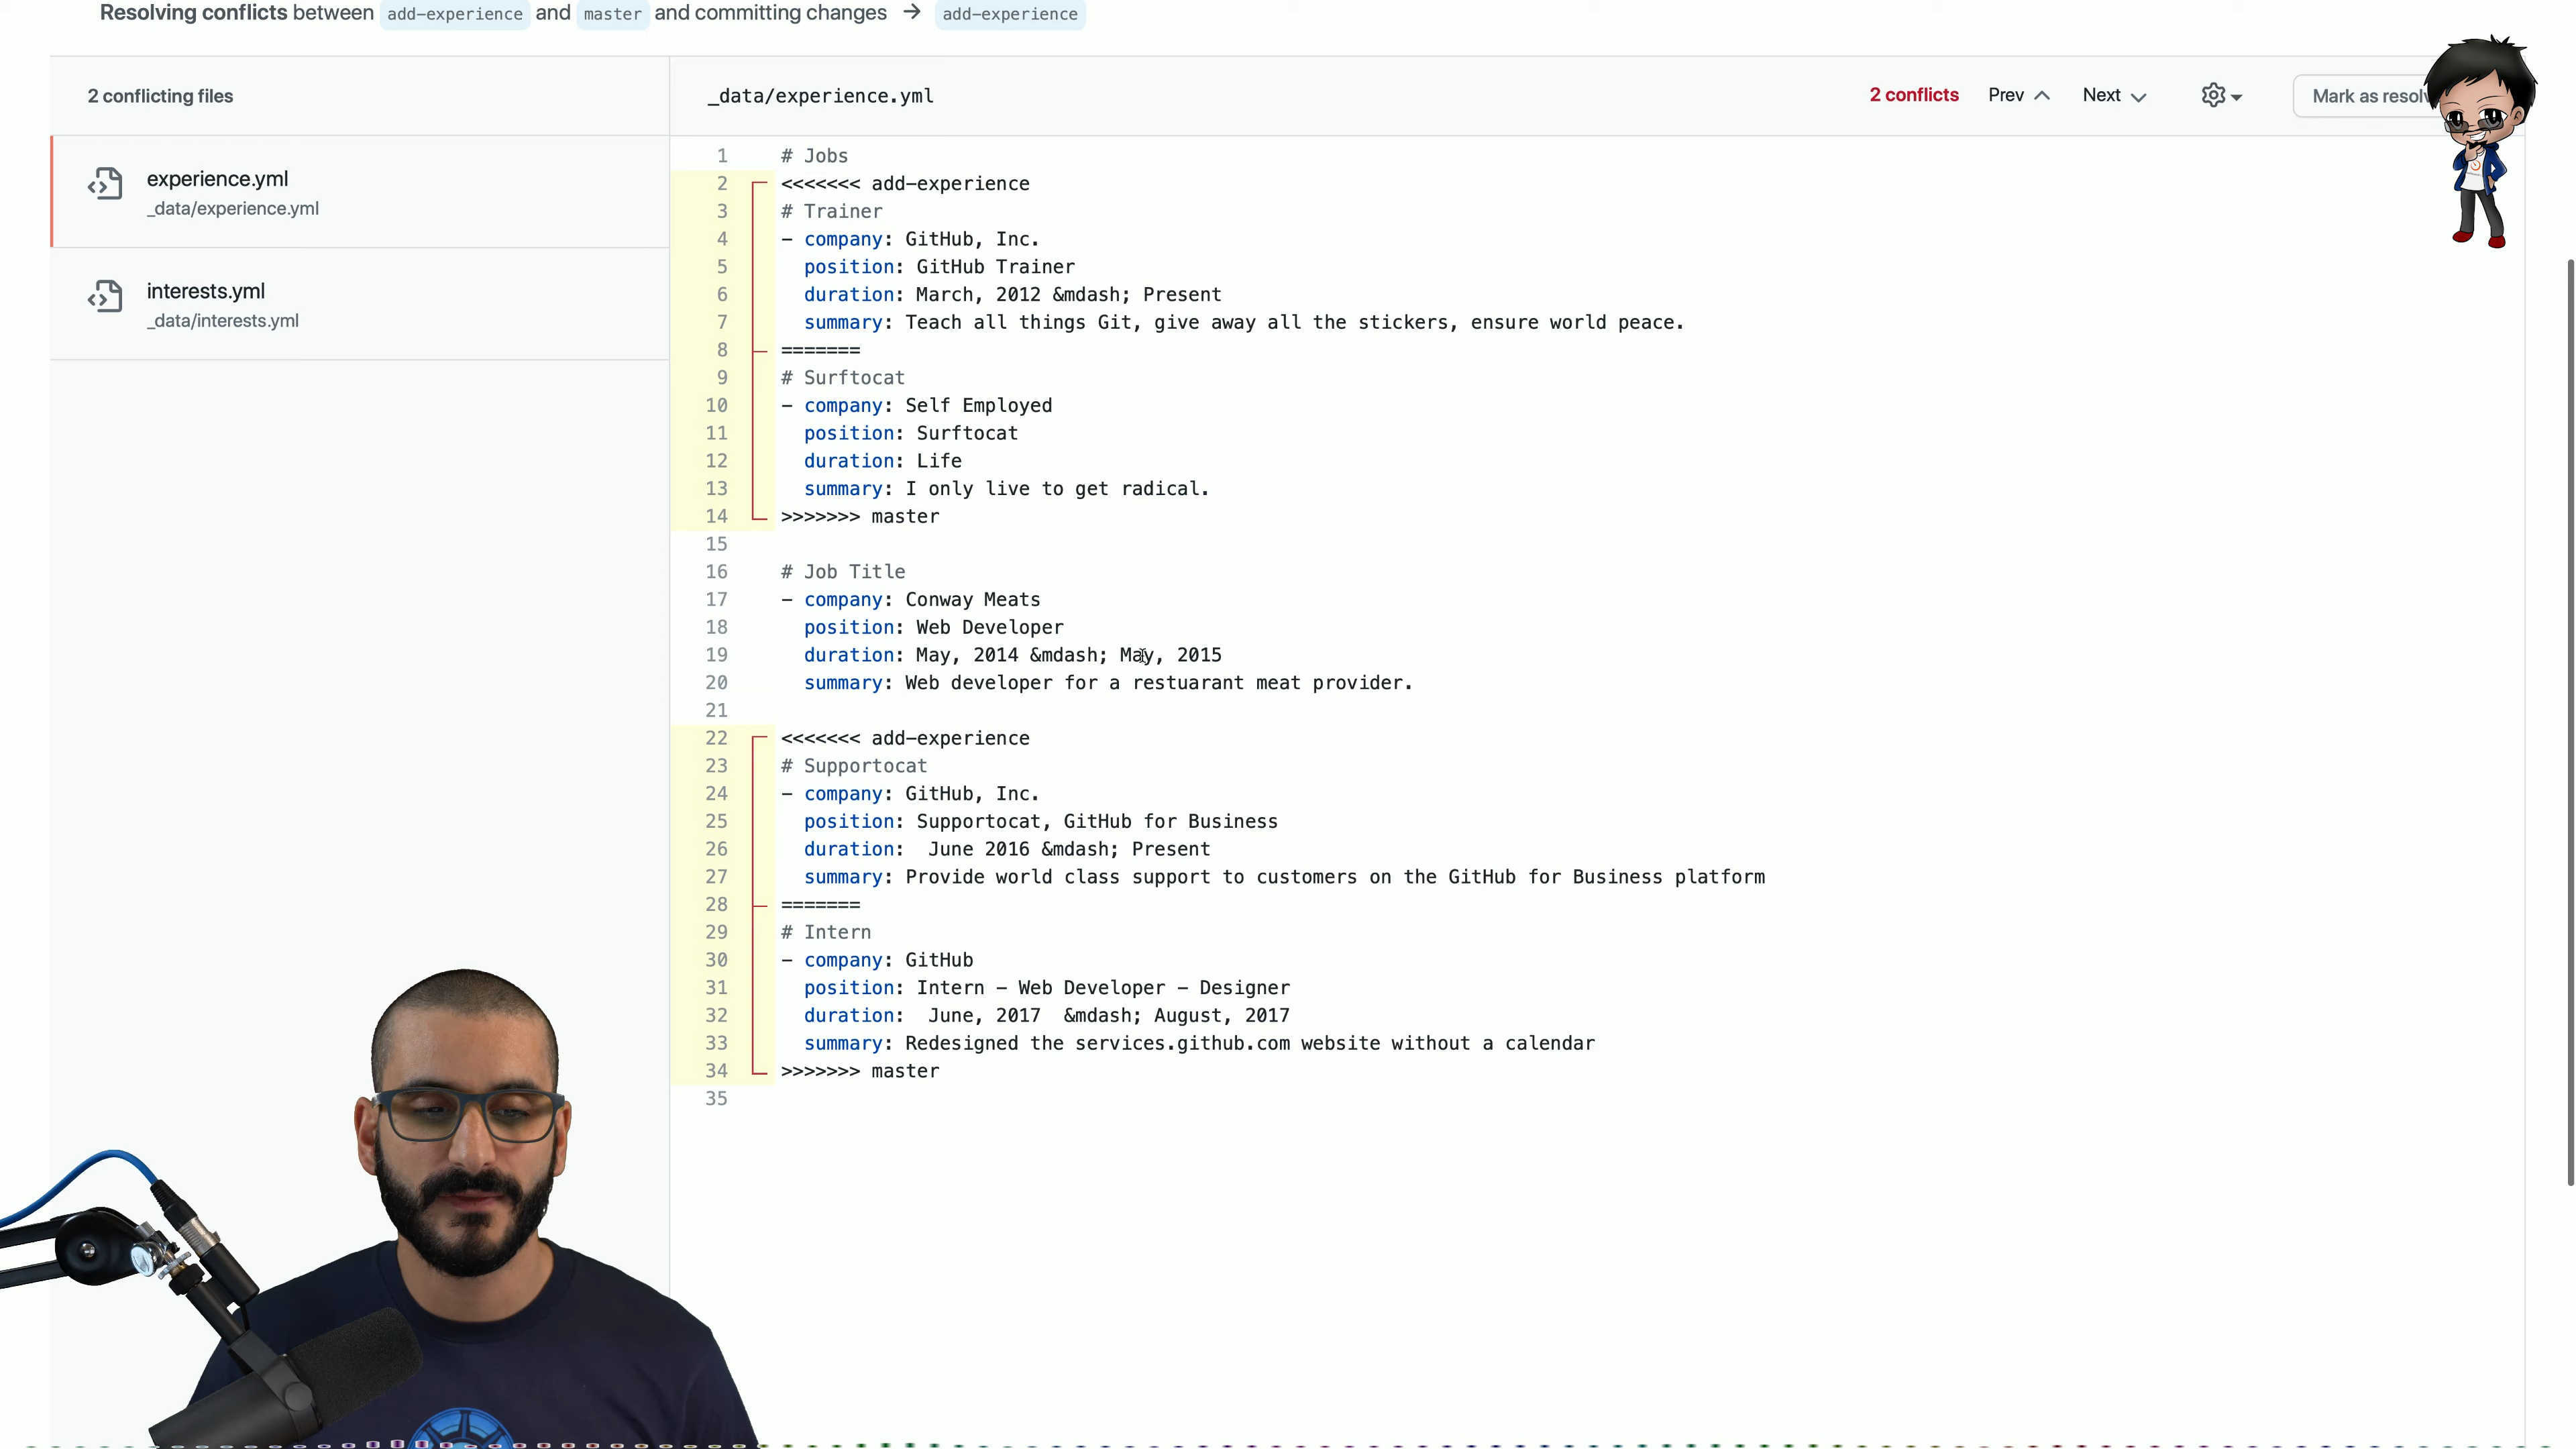 Resolving conflicts between add-experience and master and committing changes → add-experience
2 conflicting files
_data/experience.yml
2 conflicts Prev Next
Mark as
experience.yml
_data/experience.yml
interests.yml
_data/interests.yml
1 # Jobs
2 <<<<<<< add-experience
3 # Trainer
4 - company: GitHub, Inc.
5 position: GitHub Trainer
6 duration: March, 2012 &mdash; Present
7 summary: Teach all things Git, give away all the stickers, ensure world peace.
8 =======
9 # Surftocat
10 - company: Self Employed
11 position: Surftocat
12 duration: Life
13 summary: I only live to get radical.
14 >>>>>>> master
15
16 # Job Title
17 - company: Conway Meats
18 position: Web Developer
19 duration: May, 2014 &mdash; May, 2015
20 summary: Web developer for a restuarant meat provider.
21
22 <<<<<<< add-experience
23 # Supportocat
24 - company: GitHub, Inc.
25 position: Supportocat, GitHub for Business
26 duration:  June 2016 &mdash; Present
27 summary: Provide world class support to customers on the GitHub for Business platform
28 =======
29 # Intern
30 - company: GitHub
31 position: Intern - Web Developer - Designer
32 duration:  June, 2017  &mdash; August, 2017
33 summary: Redesigned the services.github.com website without a calendar
34 >>>>>>> master
35